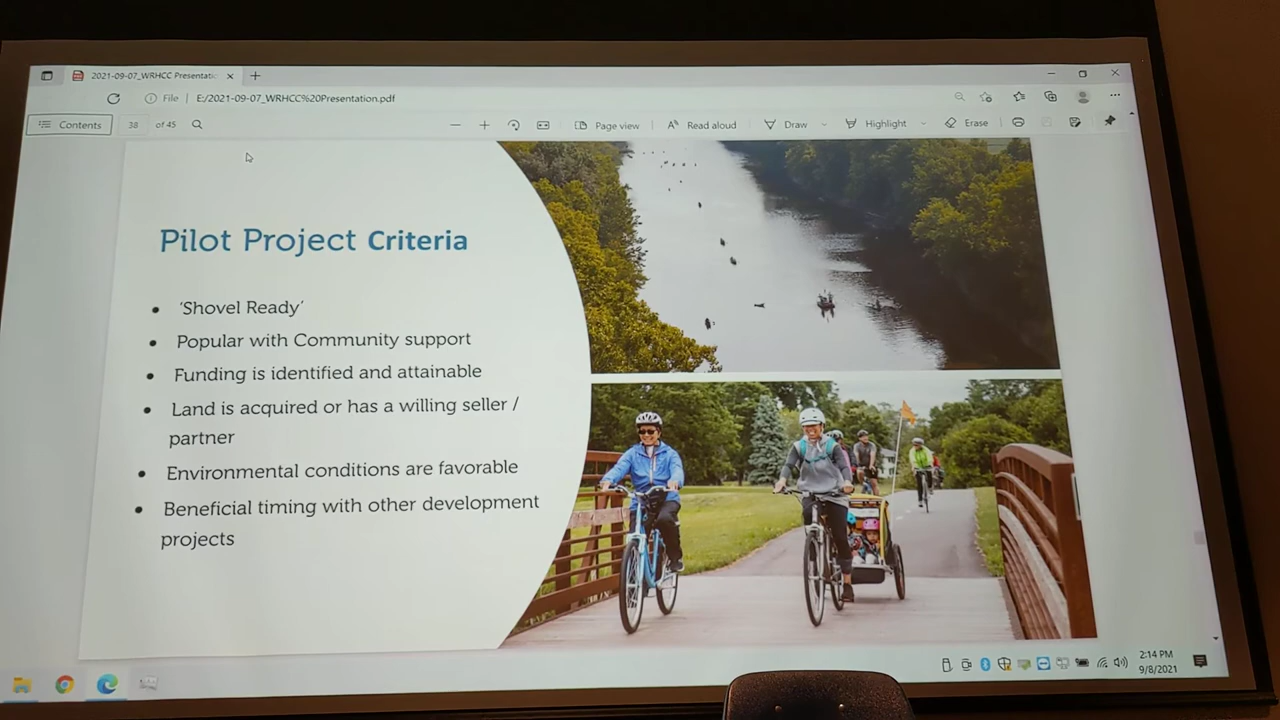 2021-09-07_WRHCC Presentatio
File
E:/2021-09-07_WRHCC%20Presentation.pdf
Contents
38
of 45
Page view
Read aloud
Draw
Highlight
Erase
Pilot Project Criteria
• 'Shovel Ready'
• Popular with Community support
• Funding is identified and attainable
• Land is acquired or has a willing seller /
partner
• Environmental conditions are favorable
• Beneficial timing with other development
projects
2:14 PM
9/8/2021